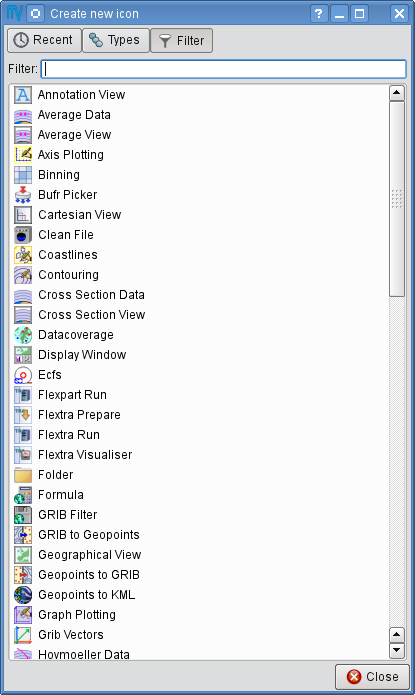 Create new icon
Recent Types Filter
Filter:
Annotation View
Average Data
Average View
Axis Plotting
Binning
Bufr Picker
Cartesian View
Clean File
Coastlines
Contouring
Cross Section Data
Cross Section View
Datacoverage
Display Window
Ecfs
Flexpart Run
Flextra Prepare
Flextra Run
Flextra Visualiser
Folder
Formula
GRIB Filter
GRIB to Geopoints
Geographical View
Geopoints to GRIB
Geopoints to KML
Graph Plotting
Grib Vectors
Hovmoeller Data
Close